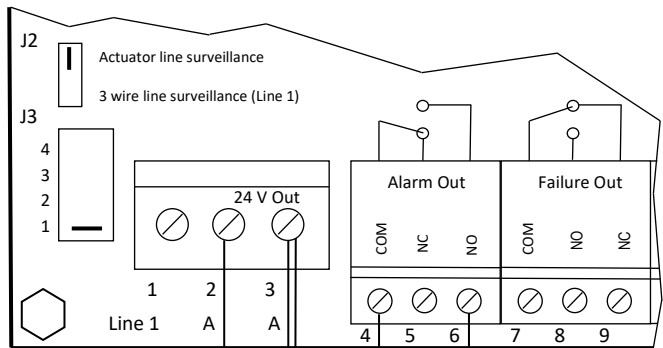 J2
Actuator line surveillance
3 wire line surveillance (Line 1)
J3
4
3
2
1
24 V Out
1 2 3
Line 1 A A
Alarm Out
COM NC NO
4 5 6
Failure Out
COM NO NC
7 8 9